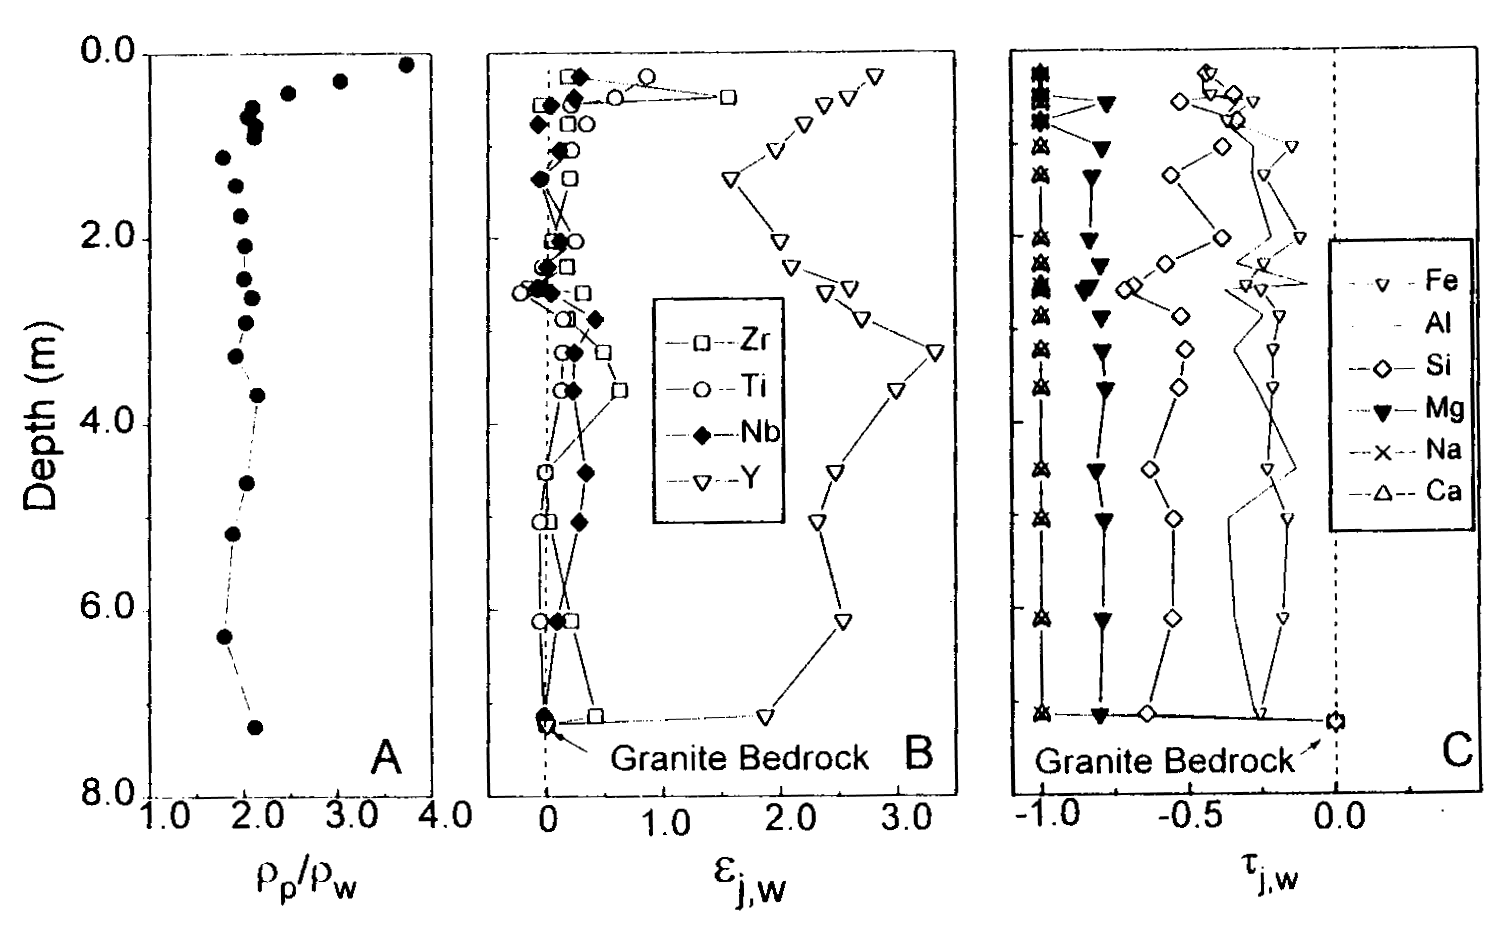 0.0
2.0
4.0
6.0
8.0
Depth (m)
A
1.0 2.0 3.0 4.0
ρp/ρw
Zr
Ti
Nb
Y
Granite Bedrock
B
0 1.0 2.0 3.0
εj,w
Fe
Al
Si
Mg
Na
Ca
Granite Bedrock
C
-1.0 -0.5 0.0
τj,w